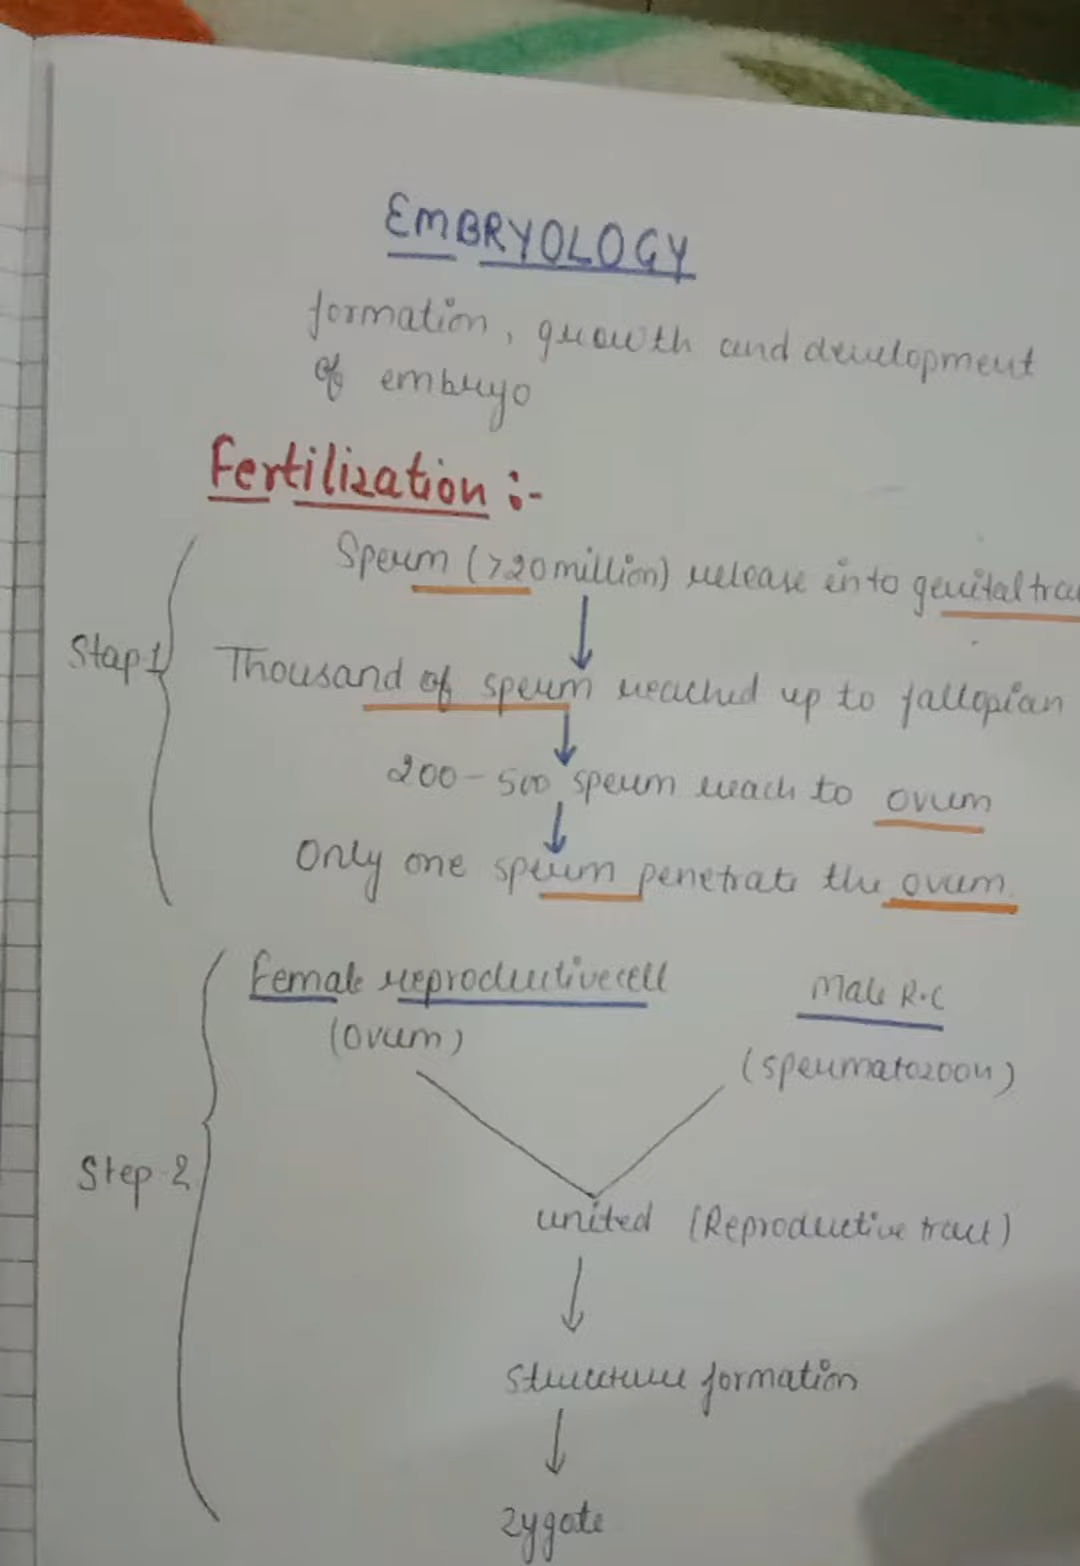 EMBRYOLOGY
formation, growth and development
of embryo
Fertilization :-
Sperm (>20 million) release into genital trac
Stap-1
Thousand of sperm reached up to fallopian
200-500 sperm reach to ovum
Only one sperm penetrate the ovum.
Female reproductive cell
Male R.C
(Ovum)
(spermatozoon)
Step-2
united (Reproductive tract)
structure formation
zygote